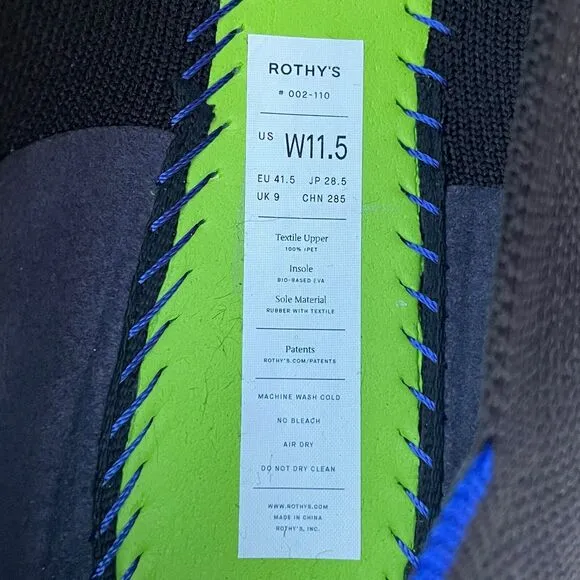 ROTHY'S
# 002-110
US W11.5
EU 41.5 JP 28.5
UK 9 CHN 285
Textile Upper
100% rPET
Insole
BIO-BASED EVA
Sole Material
RUBBER WITH TEXTILE
Patents
ROTHY'S.COM/PATENTS
MACHINE WASH COLD
NO BLEACH
AIR DRY
DO NOT DRY CLEAN
WWW.ROTHYS.COM
MADE IN CHINA
ROTHY'S, INC.